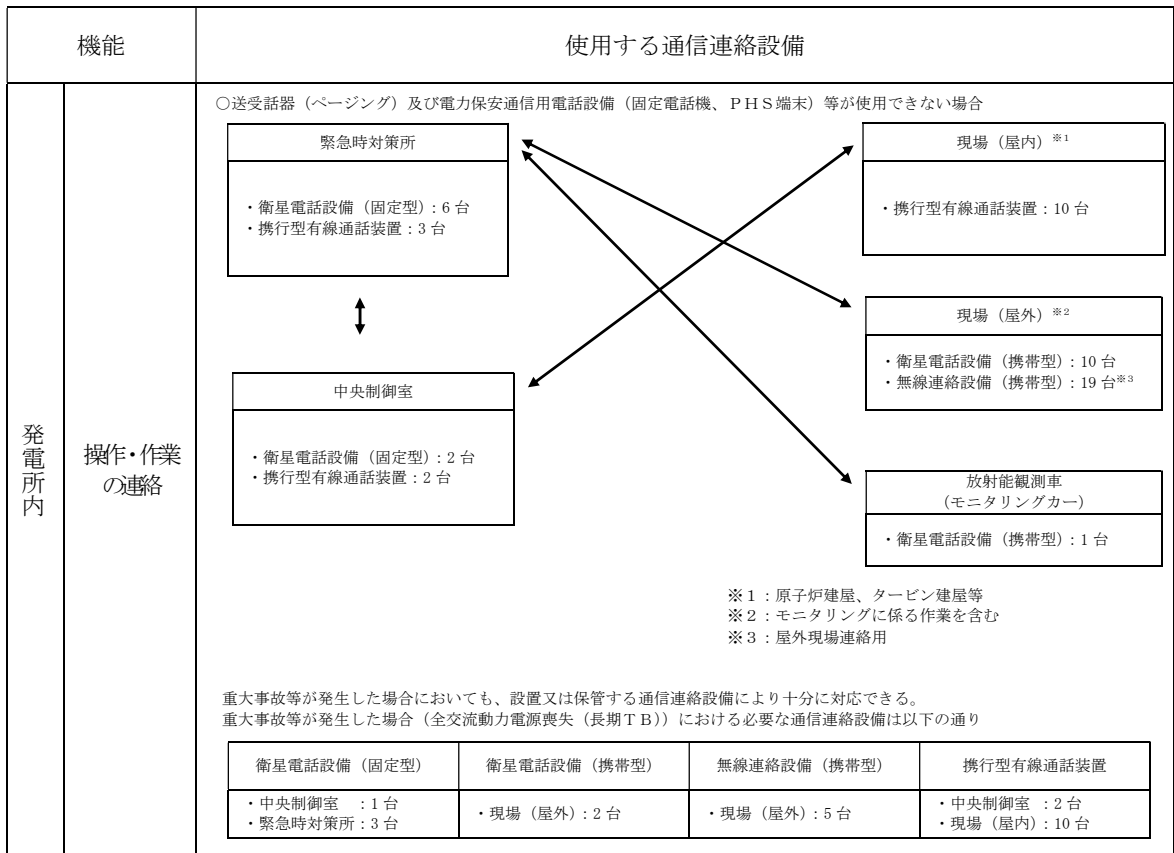 機能
使用する通信連絡設備
発電所内
操作・作業
の連絡
○送受話器（ページング）及び電力保安通信用電話設備（固定電話機、ＰＨＳ端末）等が使用できない場合
緊急時対策所
・衛星電話設備（固定型）：6 台
・携行型有線通話装置：3 台
現場（屋内）※1
・携行型有線通話装置：10 台
現場（屋外）※2
・衛星電話設備（携帯型）：10 台
・無線連絡設備（携帯型）：19 台※3
中央制御室
・衛星電話設備（固定型）：2 台
・携行型有線通話装置：2 台
放射能観測車
（モニタリングカー）
・衛星電話設備（携帯型）：1 台
※１：原子炉建屋、タービン建屋等
※２：モニタリングに係る作業を含む
※３：屋外現場連絡用
重大事故等が発生した場合においても、設置又は保管する通信連絡設備により十分に対応できる。
重大事故等が発生した場合（全交流動力電源喪失（長期ＴＢ））における必要な通信連絡設備は以下の通り
衛星電話設備（固定型）
衛星電話設備（携帯型）
無線連絡設備（携帯型）
携行型有線通話装置
・中央制御室　：1 台
・緊急時対策所：3 台
・現場（屋外）：2 台
・現場（屋外）：5 台
・中央制御室　：2 台
・現場（屋内）：10 台